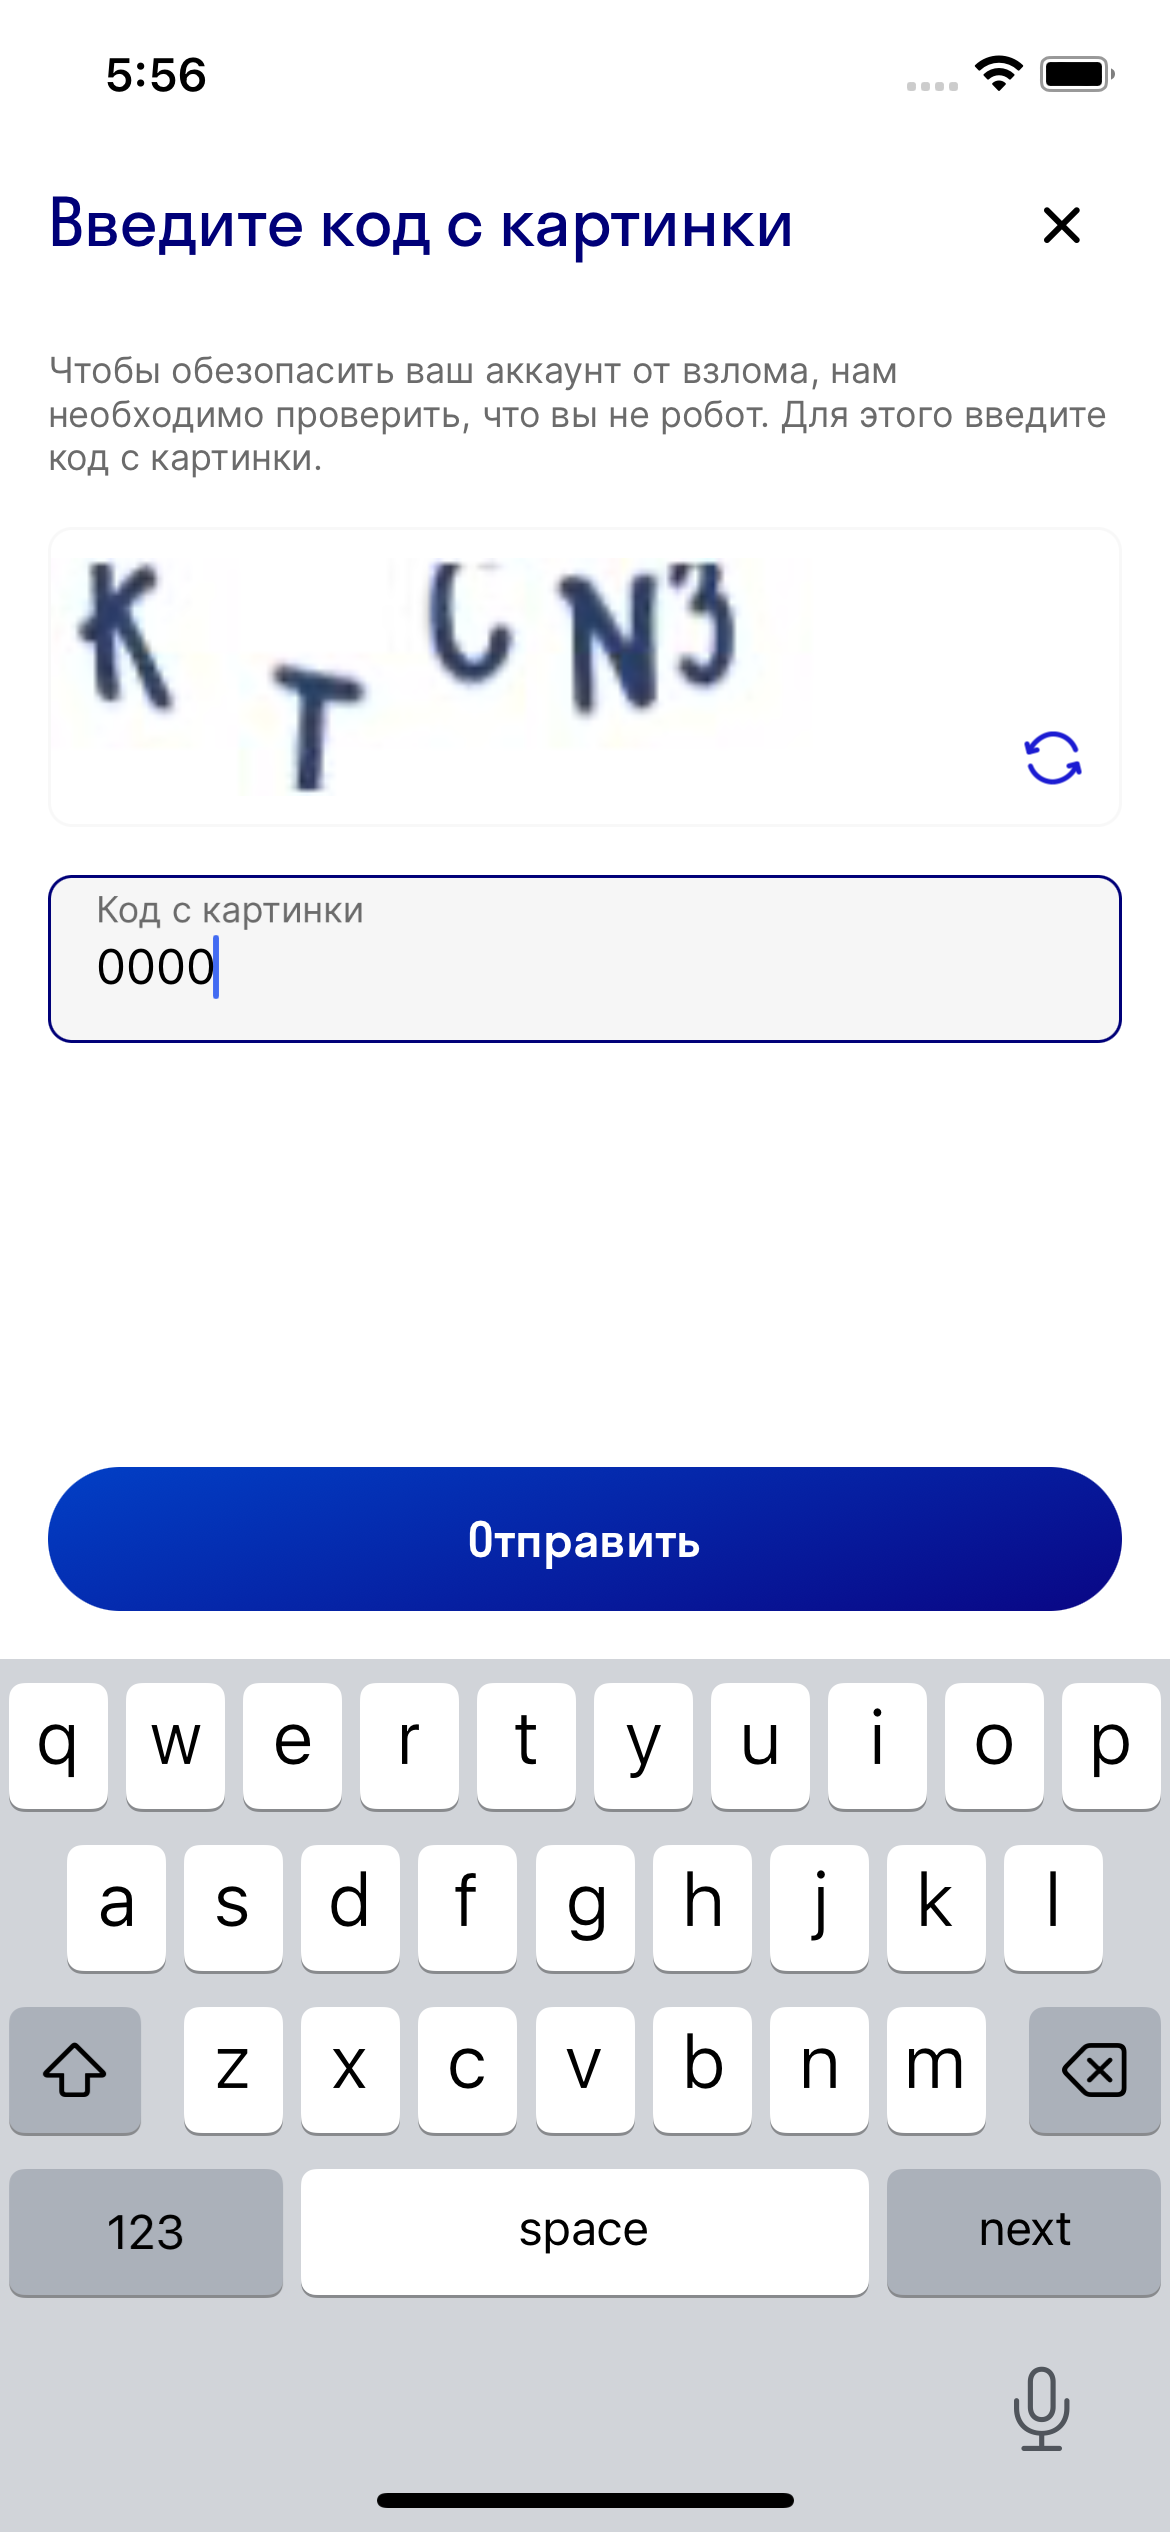 5:56
Введите код с картинки
Чтобы обезопасить ваш аккаунт от взлома, нам
необходимо проверить, что вы не робот. Для этого введите
код с картинки.
K T C N3
Код с картинки
0000
Отправить
q w e r t y u i o p
a s d f g h j k l
z x c v b n m
123 space next